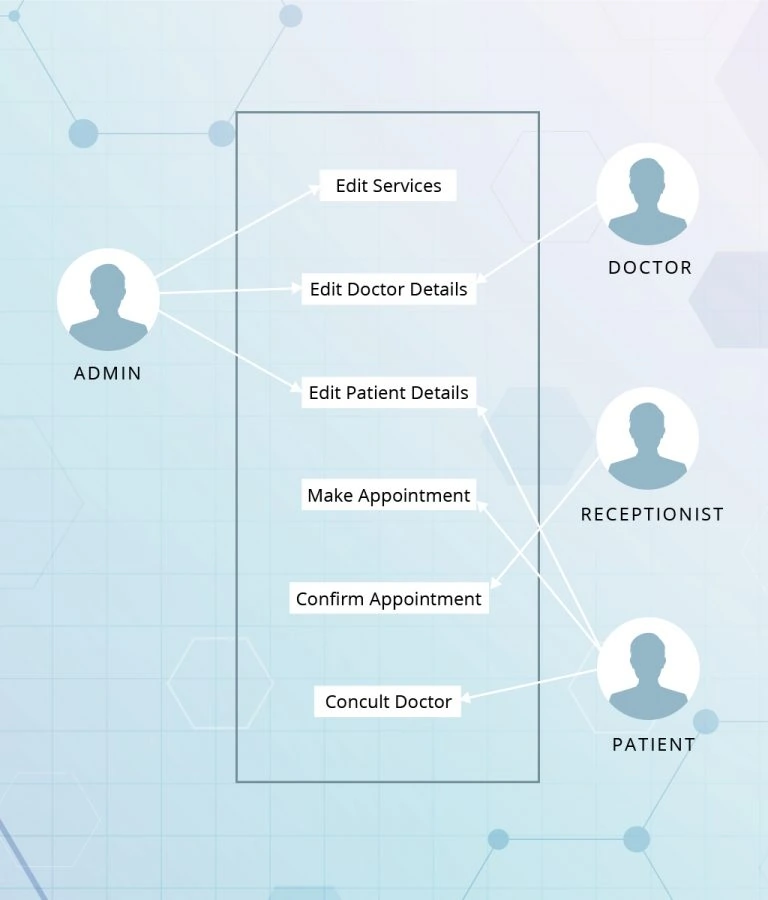 Edit Services
DOCTOR
Edit Doctor Details
ADMIN
Edit Patient Details
Make Appointment
RECEPTIONIST
Confirm Appointment
Concult Doctor
PATIENT